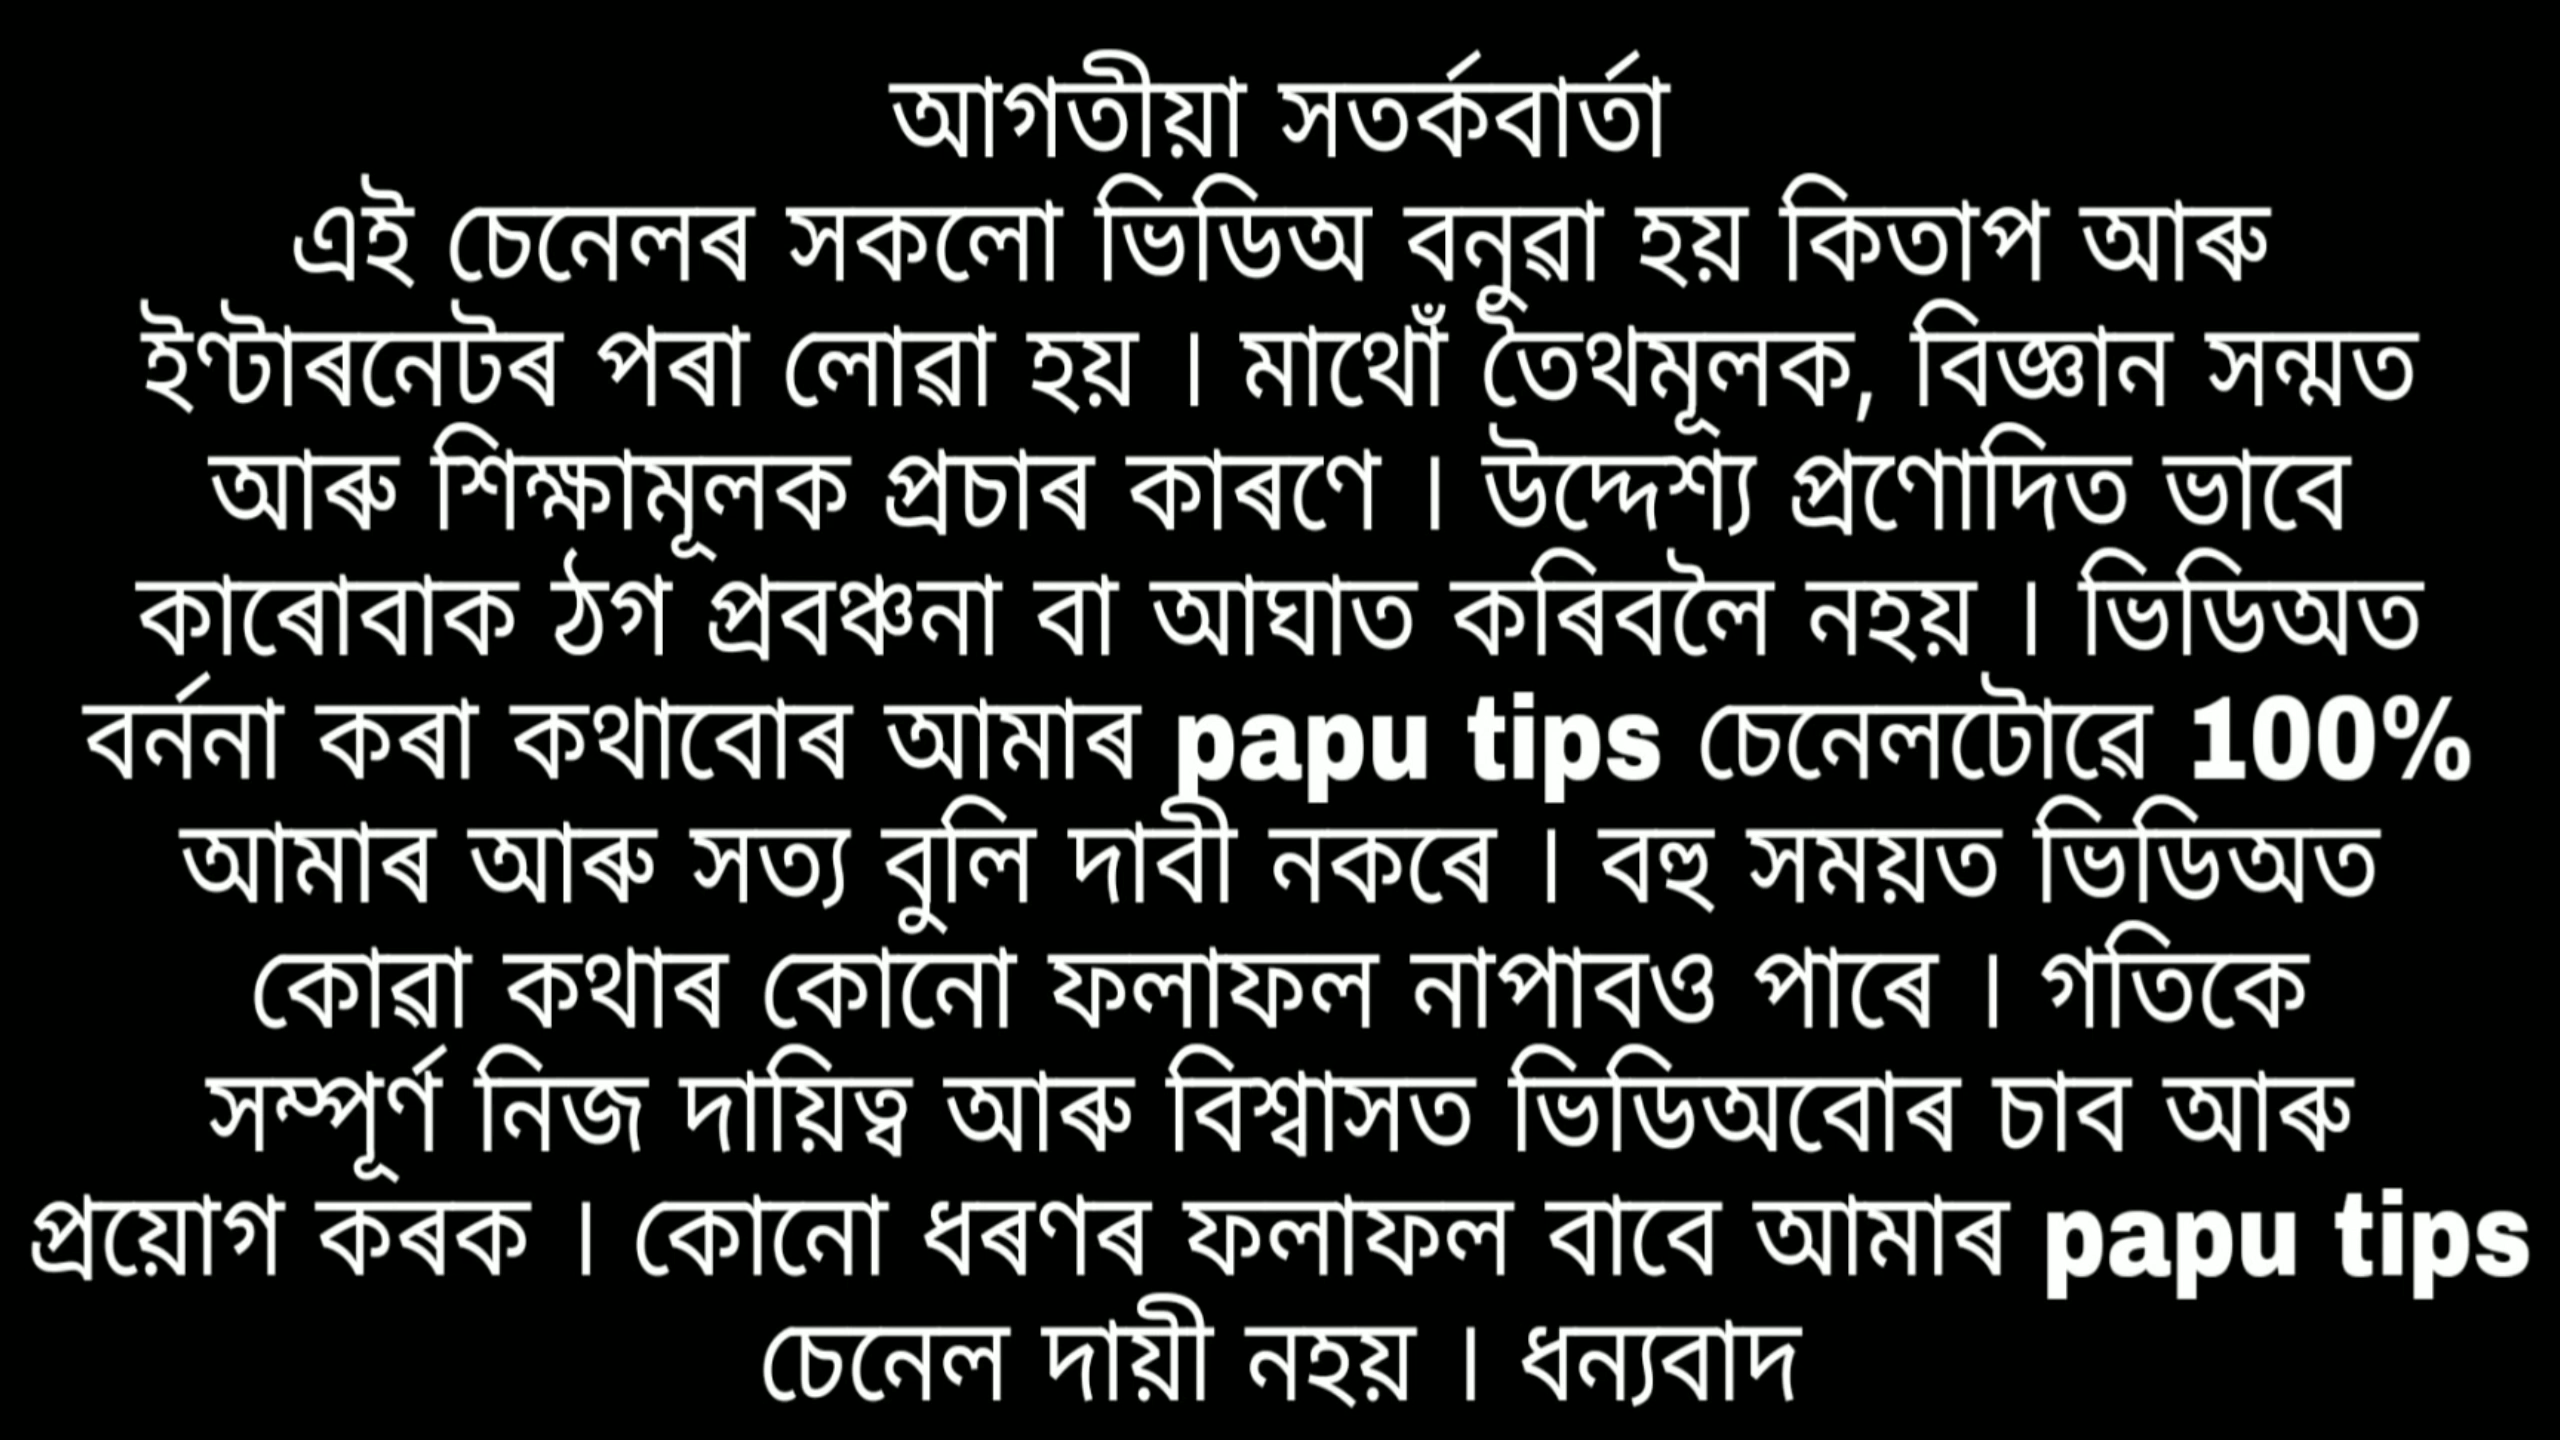 আগতীয়া সতৰ্কবাৰ্তা
এই চেনেলৰ সকলো ভিডিঅ বনুৱা হয় কিতাপ আৰু
ইণ্টাৰনেটৰ পৰা লোৱা হয় । মাথোঁ তৈথমূলক, বিজ্ঞান সন্মত
আৰু শিক্ষামূলক প্ৰচাৰ কাৰণে । উদ্দেশ্য প্ৰণোদিত ভাবে
কাৰোবাক ঠগ প্ৰবঞ্চনা বা আঘাত কৰিবলৈ নহয় । ভিডিঅত
বৰ্ননা কৰা কথাবোৰ আমাৰ papu tips চেনেলটোৱে 100%
আমাৰ আৰু সত্য বুলি দাবী নকৰে । বহু সময়ত ভিডিঅত
কোৱা কথাৰ কোনো ফলাফল নাপাবও পাৰে । গতিকে
সম্পূৰ্ণ নিজ দায়িত্ব আৰু বিশ্বাসত ভিডিঅবোৰ চাব আৰু
প্ৰয়োগ কৰক । কোনো ধৰণৰ ফলাফল বাবে আমাৰ papu tips
চেনেল দায়ী নহয় । ধন্যবাদ